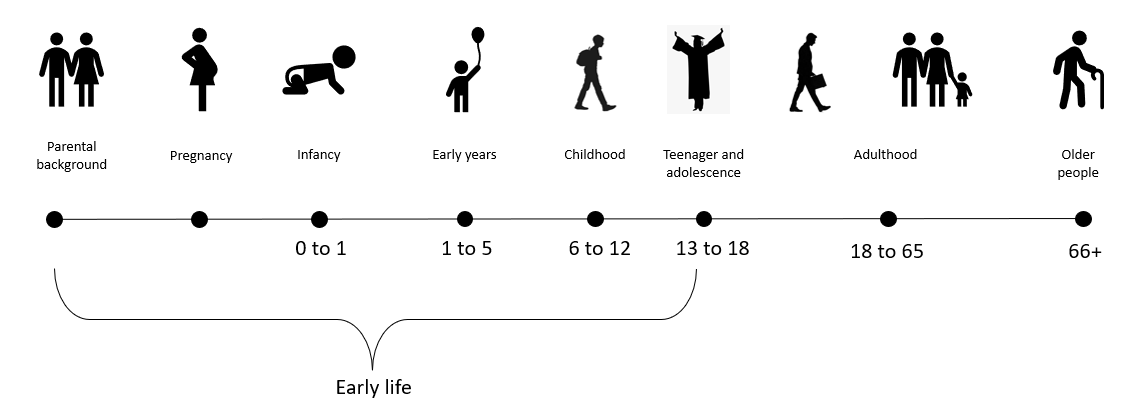 Parental
background
Pregnancy
Infancy
Early years
Childhood
Teenager and
adolescence
Adulthood
Older
people
0 to 1
1 to 5
6 to 12
13 to 18
18 to 65
66+
Early life